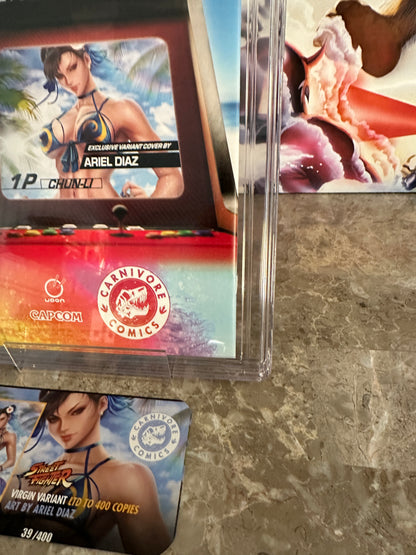 EXCLUSIVE VARIANT COVER BY
ARIEL DIAZ
1P CHUN-LI
UDON
CAPCOM
CARNIVORE
COMICS
CARNIVORE
COMICS
STREET
FIGHTER
VIRGIN VARIANT LTD TO 400 COPIES
ART BY ARIEL DIAZ
39/400